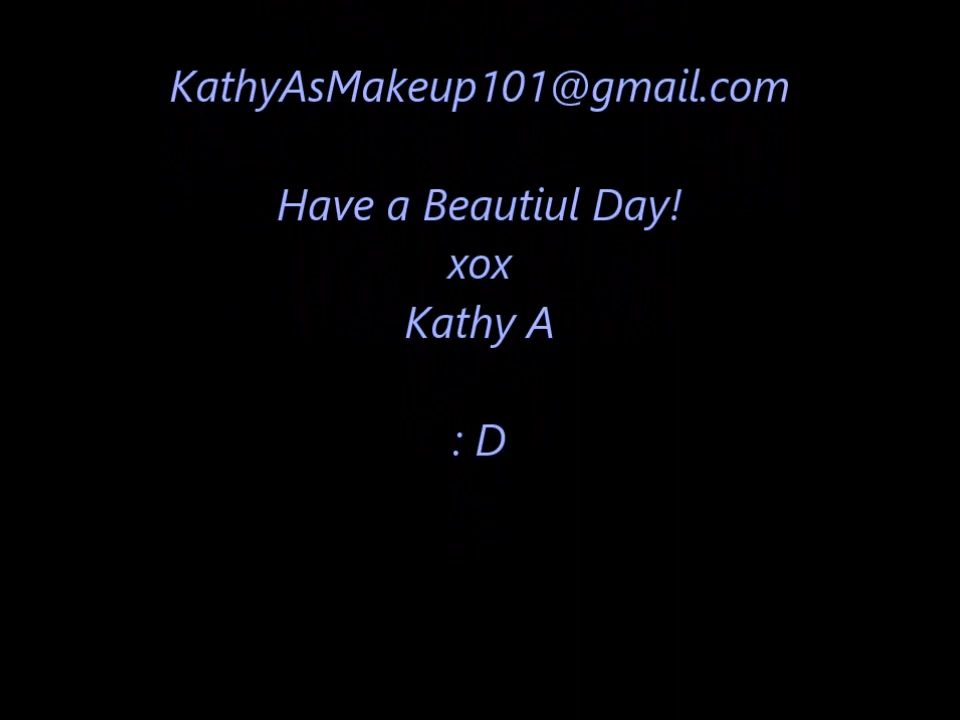 KathyAsMakeup101@gmail.com
Have a Beautiul Day!
xox
Kathy A
: D